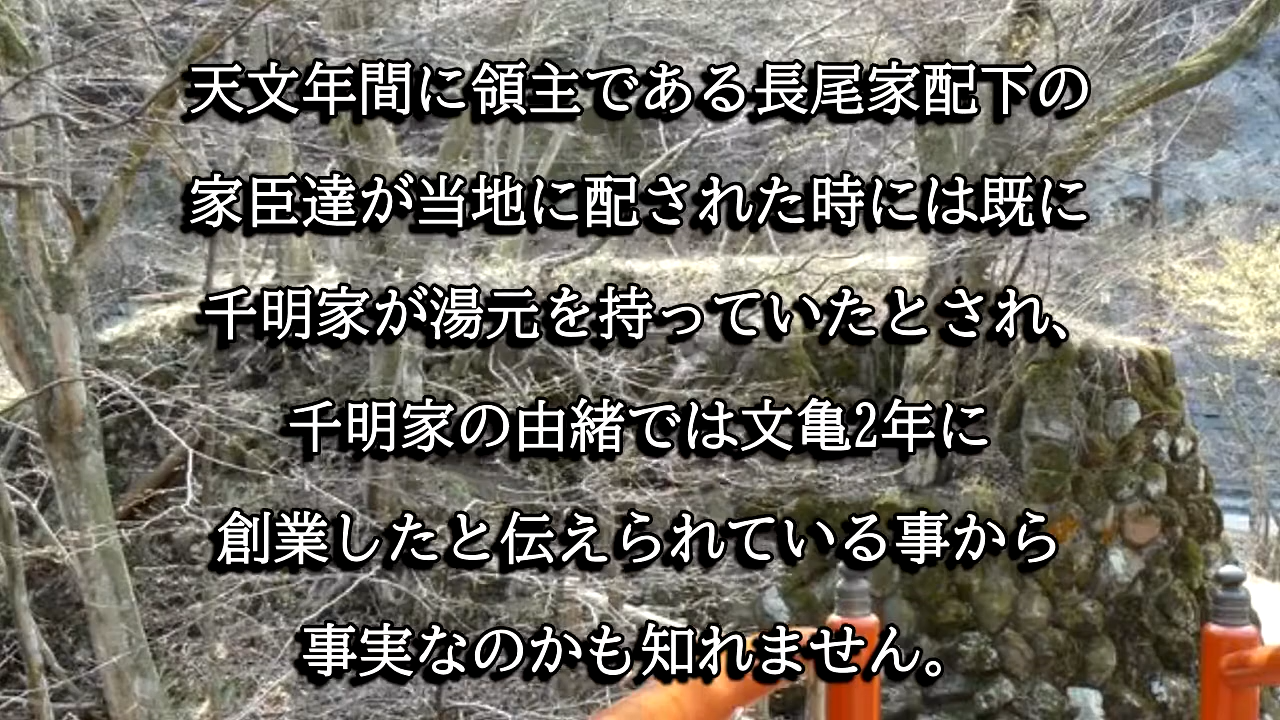 天文年間に領主である長尾家配下の
家臣達が当地に配された時には既に
千明家が湯元を持っていたとされ、
千明家の由緒では文亀2年に
創業したと伝えられている事から
事実なのかも知れません。